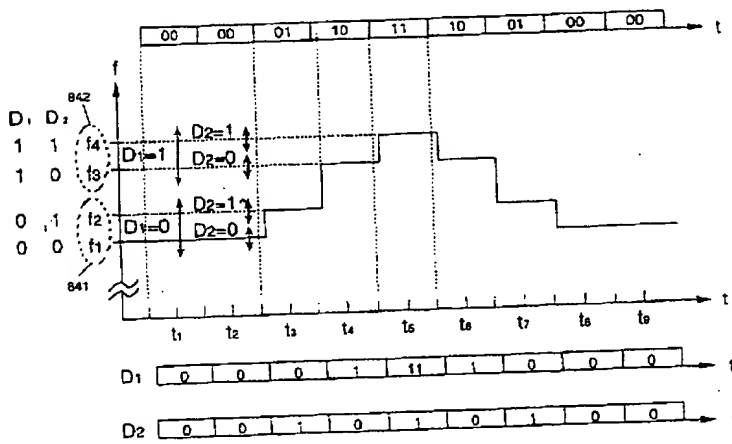 00 00 01 10 11 10 01 00 00 t
f
842
D₁ D₂
1 1 f4 D1=1 D2=1
1 0 f3 D2=0
0 1 f2 D1=0 D2=1
0 0 f1 D2=0
841
t1 t2 t3 t4 t5 t6 t7 t8 t9 t
D1 0 0 0 1 11 1 0 0 0 t
D2 0 0 1 0 1 0 1 0 0